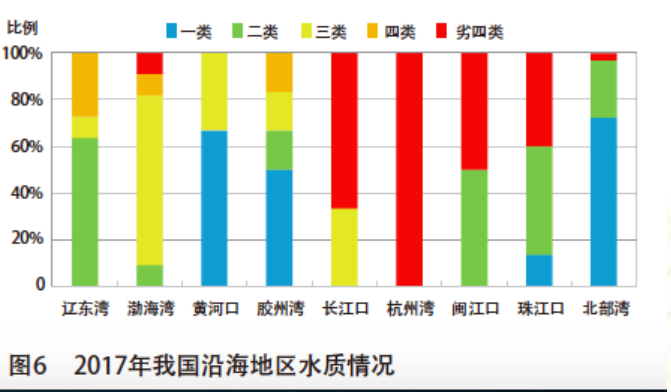 比例
一类 二类 三类 四类 劣四类
100%
80%
60%
40%
20%
0
辽东湾 渤海湾 黄河口 胶州湾 长江口 杭州湾 闽江口 珠江口 北部湾
图6 2017年我国沿海地区水质情况